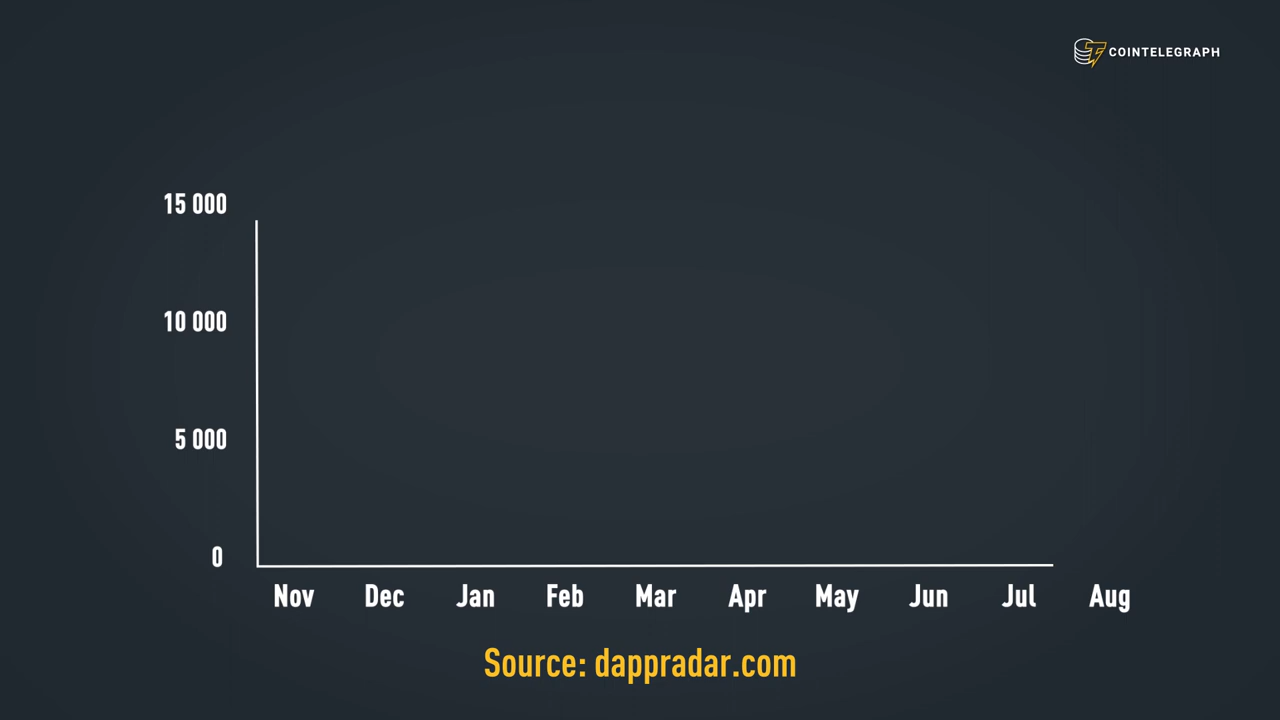 COINTELEGRAPH
15 000
10 000
5 000
0
Nov Dec Jan Feb Mar Apr May Jun Jul Aug
Source: dappradar.com